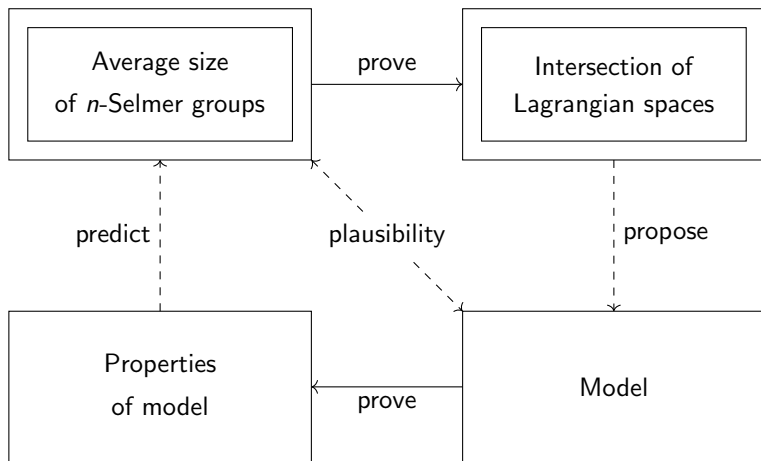 Average size
of n-Selmer groups
prove
Intersection of
Lagrangian spaces
predict
plausibility
propose
Properties
of model
prove
Model